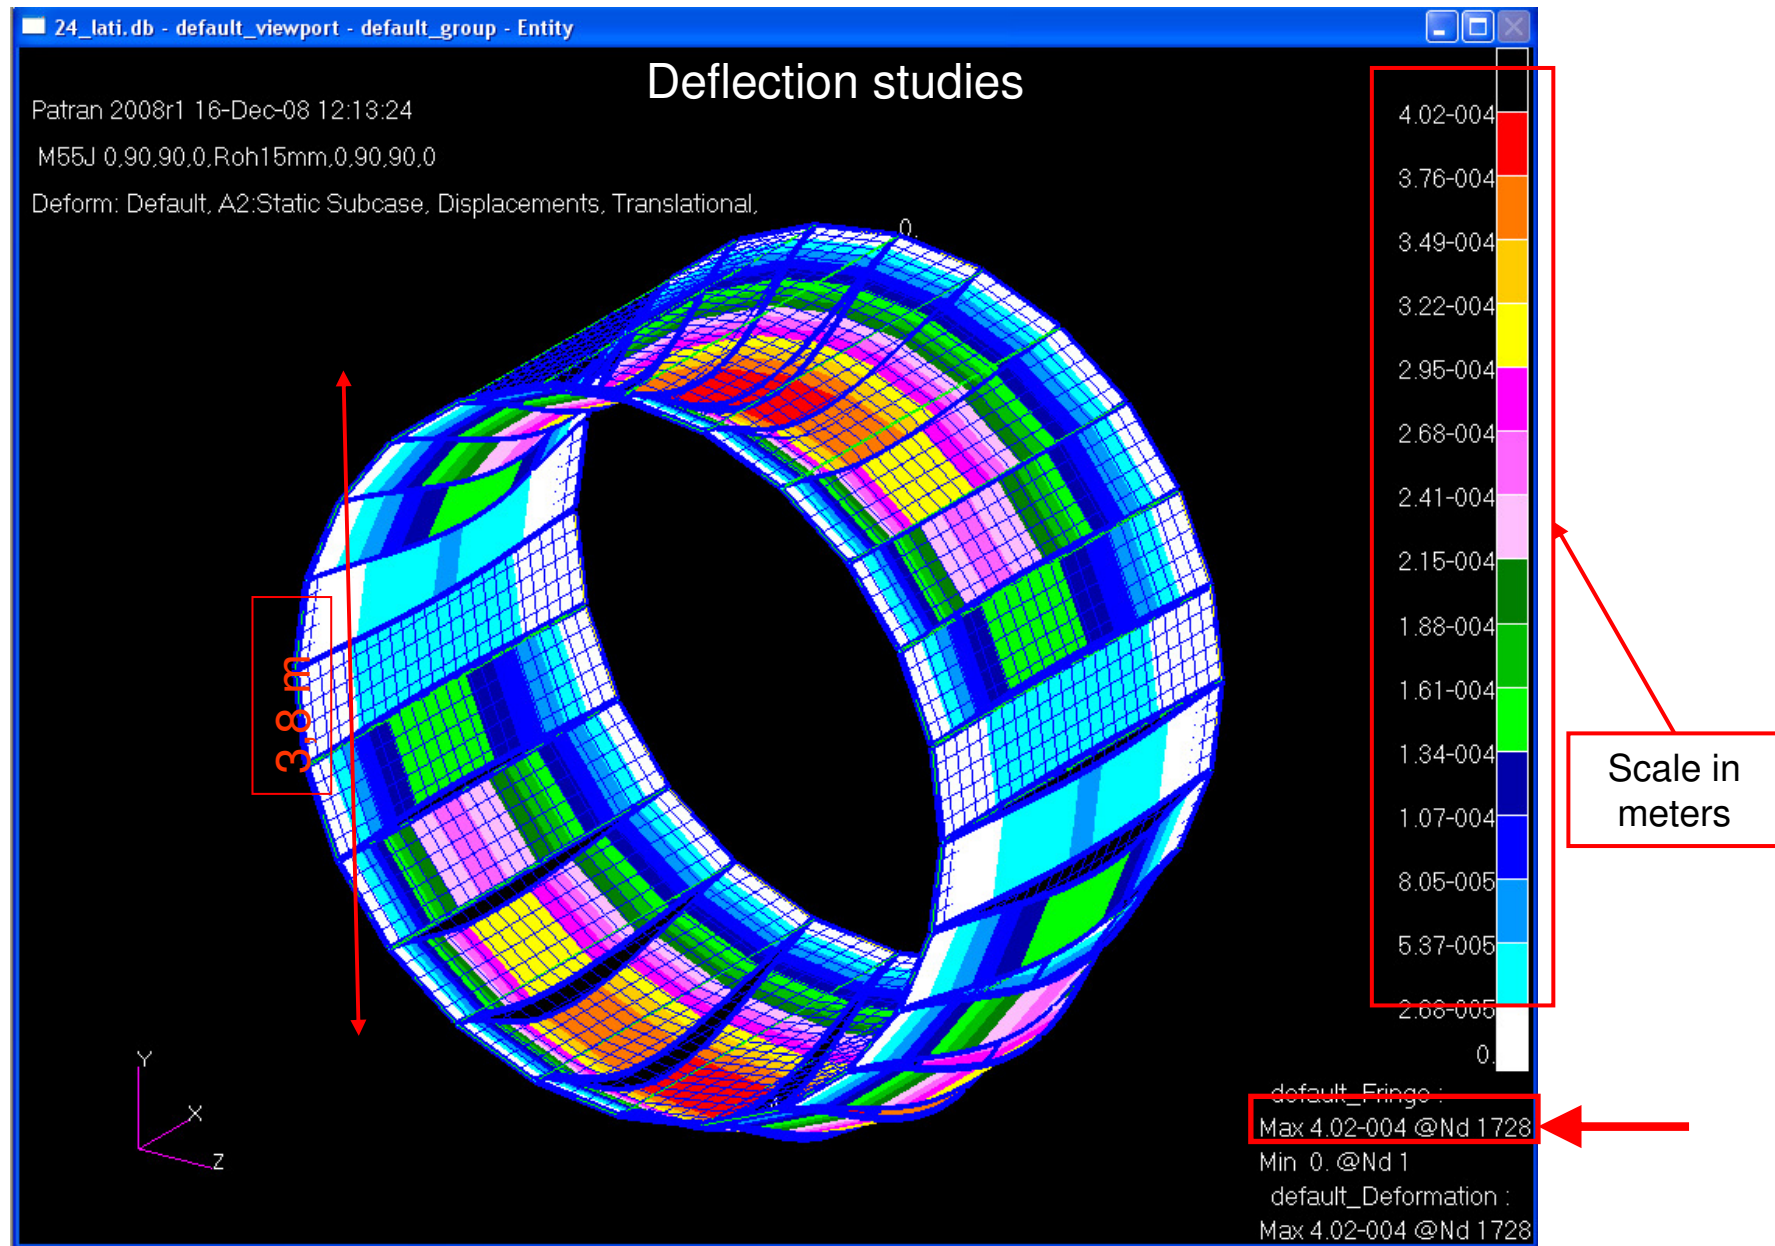 24_lati.db - default_viewport - default_group - Entity
Deflection studies
Patran 2008r1 16-Dec-08 12:13:24
M55J 0,90,90,0,Roh15mm,0,90,90,0
Deform: Default, A2:Static Subcase, Displacements, Translational,
0.
4.02-004
3.76-004
3.49-004
3.22-004
2.95-004
2.68-004
2.41-004
2.15-004
1.88-004
1.61-004
1.34-004
1.07-004
8.05-005
5.37-005
2.68-005
0.
3,8 m
Scale in
meters
Y
X
Z
default_Fringe :
Max 4.02-004 @Nd 1728
Min 0. @Nd 1
default_Deformation :
Max 4.02-004 @Nd 1728